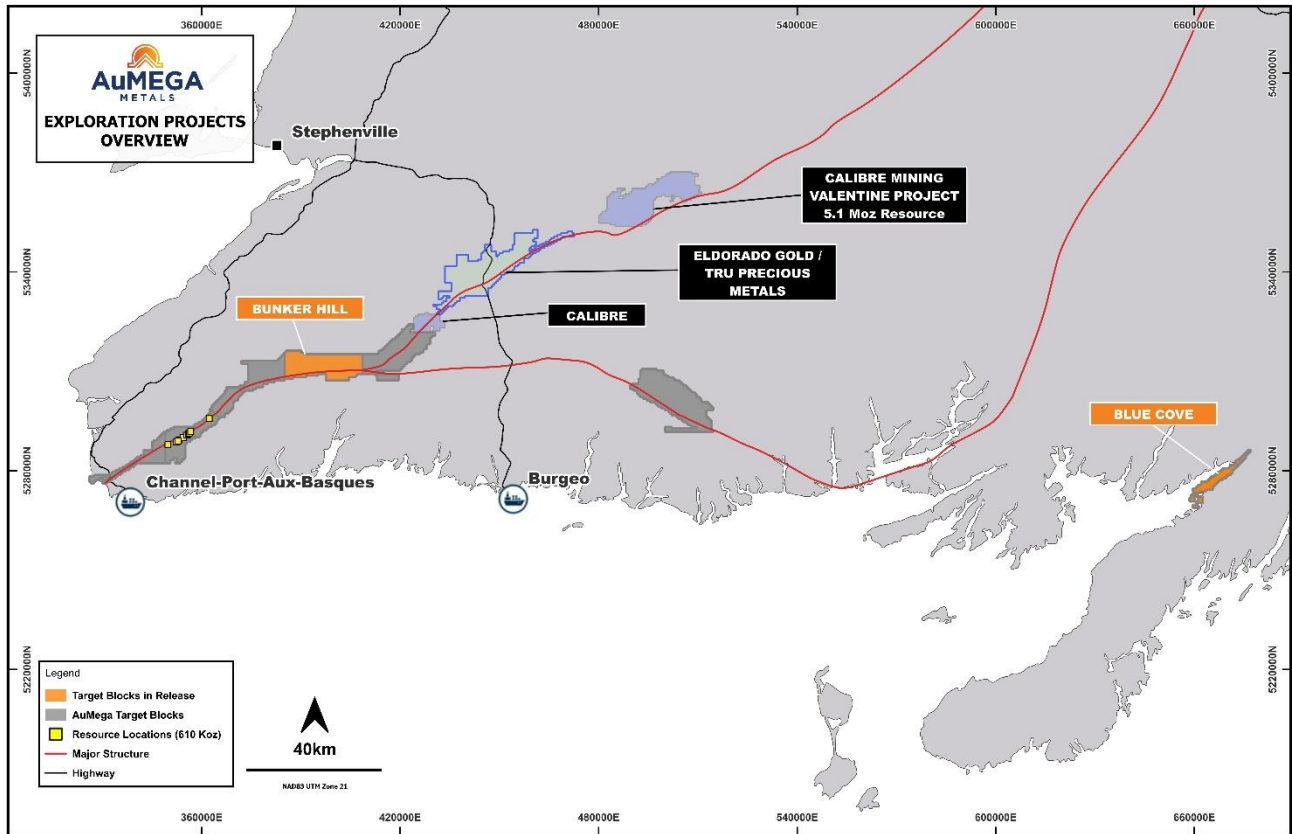 360000E
420000E
480000E
540000E
600000E
660000E
5400000N
5400000N
AuMEGA
METALS
EXPLORATION PROJECTS
OVERVIEW
Stephenville
CALIBRE MINING
VALENTINE PROJECT
5.1 Moz Resource
ELDORADO GOLD /
TRU PRECIOUS
METALS
5340000N
5340000N
BUNKER HILL
CALIBRE
BLUE COVE
5280000N
5280000N
Channel-Port-Aux-Basques
Burgeo
5220000N
5220000N
Legend
Target Blocks in Release
AuMega Target Blocks
Resource Locations (610 Koz)
Major Structure
Highway
40km
NAD83 UTM Zone 21
360000E
420000E
480000E
540000E
600000E
660000E